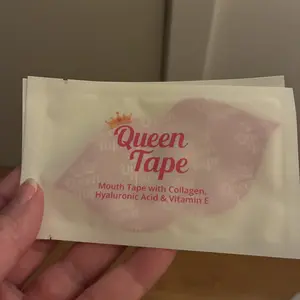 Queen
Tape
Mouth Tape with Collagen,
Hyaluronic Acid & Vitamin E